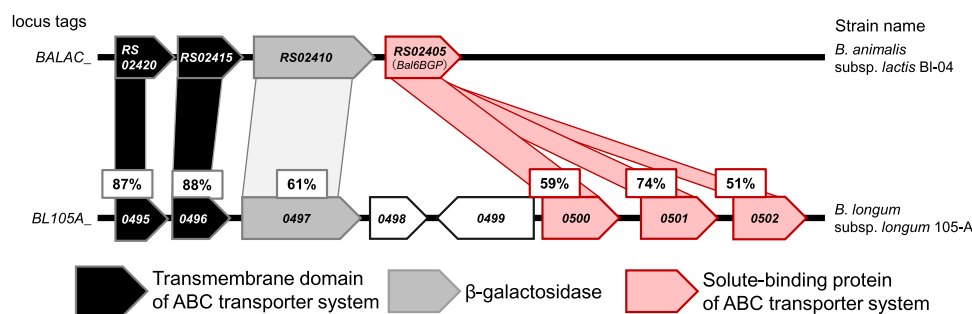 locus tags
Strain name
BALAC_
RS
02420
RS02415
RS02410
RS02405
(Bal6BGP)
B. animalis
subsp. lactis Bl-04
87%
88%
61%
59%
74%
51%
BL105A_
0495
0496
0497
0498
0499
0500
0501
0502
B. longum
subsp. longum 105-A
Transmembrane domain
of ABC transporter system
β-galactosidase
Solute-binding protein
of ABC transporter system